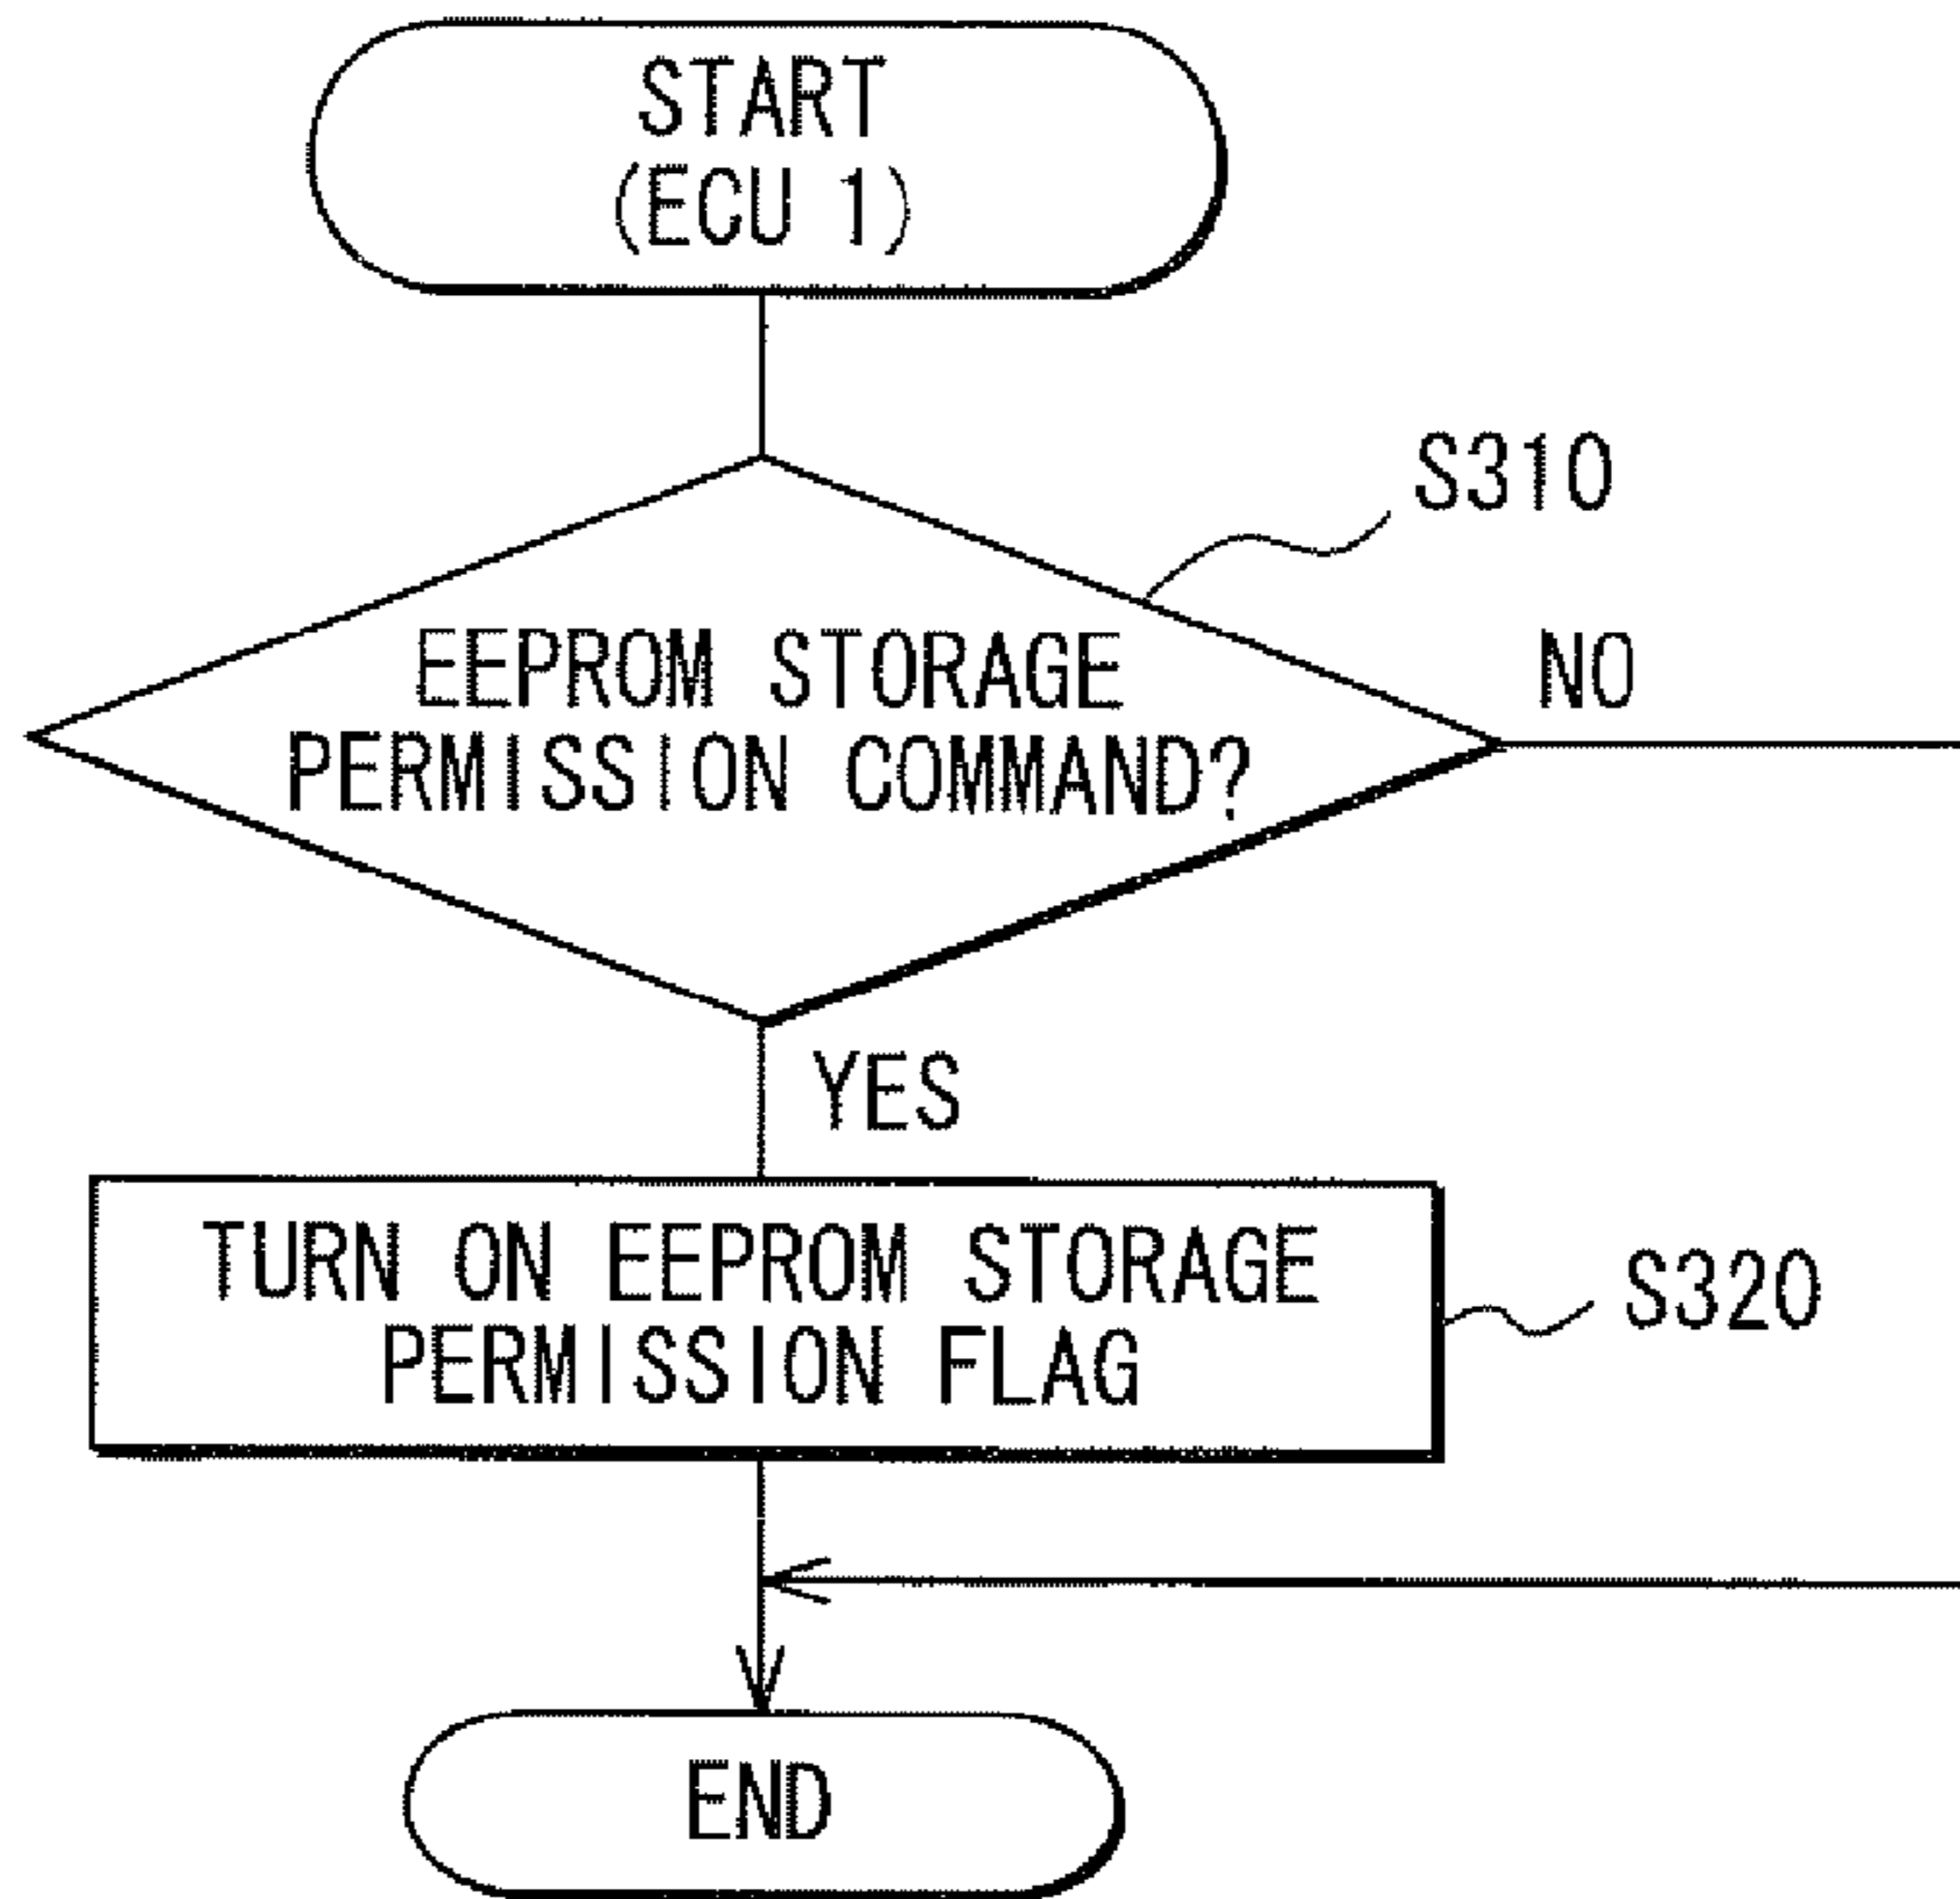 START
(ECU 1)
S310
EEPROM STORAGE
PERMISSION COMMAND?
NO
YES
TURN ON EEPROM STORAGE
PERMISSION FLAG
S320
END